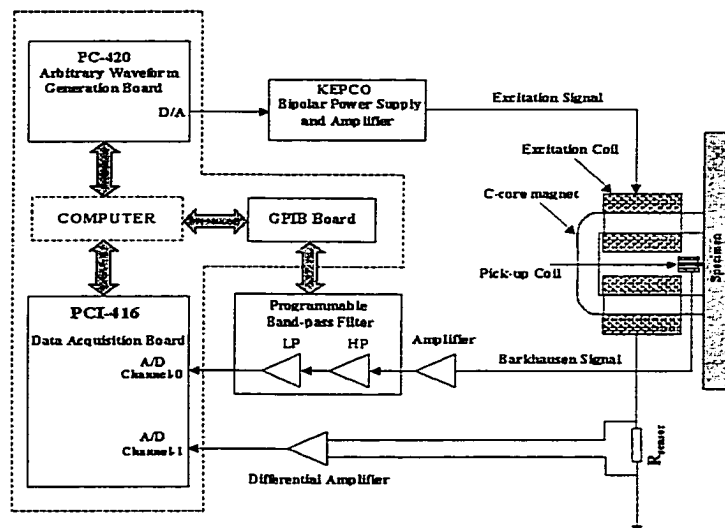 PC-420
Arbitrary Waveform
Generation Board
D/A
KEPCO
Bipolar Power Supply
and Amplifier
Excitation Signal
Excitation Coil
C-core magnet
COMPUTER
GPIB Board
Pick-up Coil
Specimen
PCI-416
Data Acquisition Board
A/D
Channel-0
Programmable
Band-pass Filter
LP
HP
Amplifier
Barkhausen Signal
A/D
Channel-1
Differential Amplifier
Rsensor